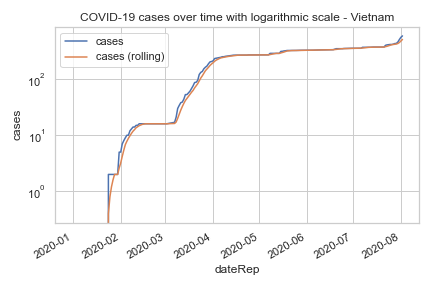 COVID-19 cases over time with logarithmic scale - Vietnam
cases
cases (rolling)
10²
10¹
10⁰
cases
2020-01
2020-02
2020-03
2020-04
2020-05
2020-06
2020-07
2020-08
dateRep